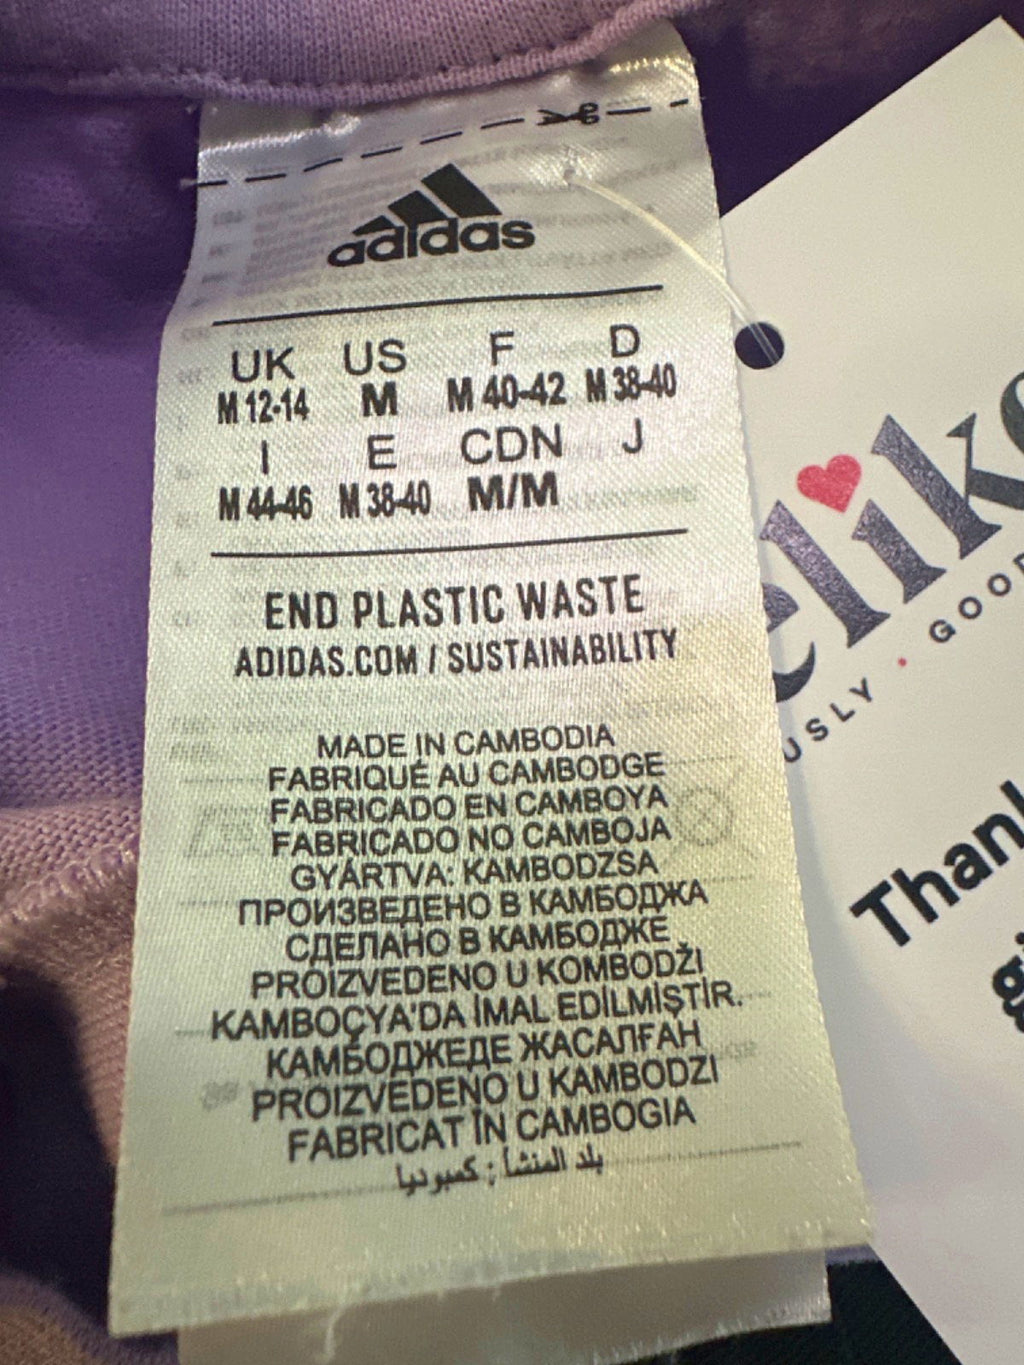 adidas
UK US F D
M 12-14 M M 40-42 M 38-40
I E CDN J
M 44-46 M 38-40 M/M
END PLASTIC WASTE
ADIDAS.COM / SUSTAINABILITY
MADE IN CAMBODIA
FABRIQUÉ AU CAMBODGE
FABRICADO EN CAMBOYA
FABRICADO NO CAMBOJA
GYÁRTVA: KAMBODZSA
ПРОИЗВЕДЕНО В КАМБОДЖА
СДЕЛАНО В КАМБОДЖЕ
PROIZVEDENO U KOMBODŽI
KAMBOÇYA'DA İMAL EDİLMİŞTİR.
КАМБОДЖЕДЕ ЖАСАЛҒАН
PROIZVEDENO U KAMBODZI
FABRICAT ÎN CAMBOGIA
بلد المنشأ : كمبوديا